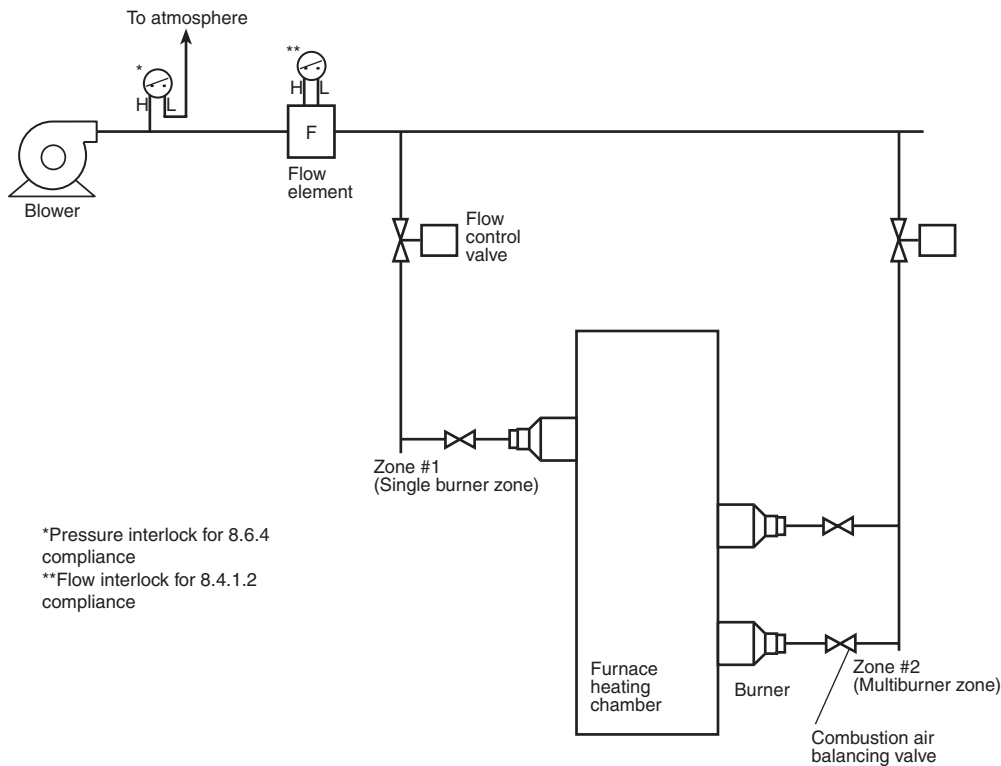 To atmosphere
*
H
L
**
H
L
F
Flow
element
Blower
Flow
control
valve
Zone #1
(Single burner zone)
*Pressure interlock for 8.6.4
compliance
**Flow interlock for 8.4.1.2
compliance
Furnace
heating
chamber
Burner
Zone #2
(Multiburner zone)
Combustion air
balancing valve